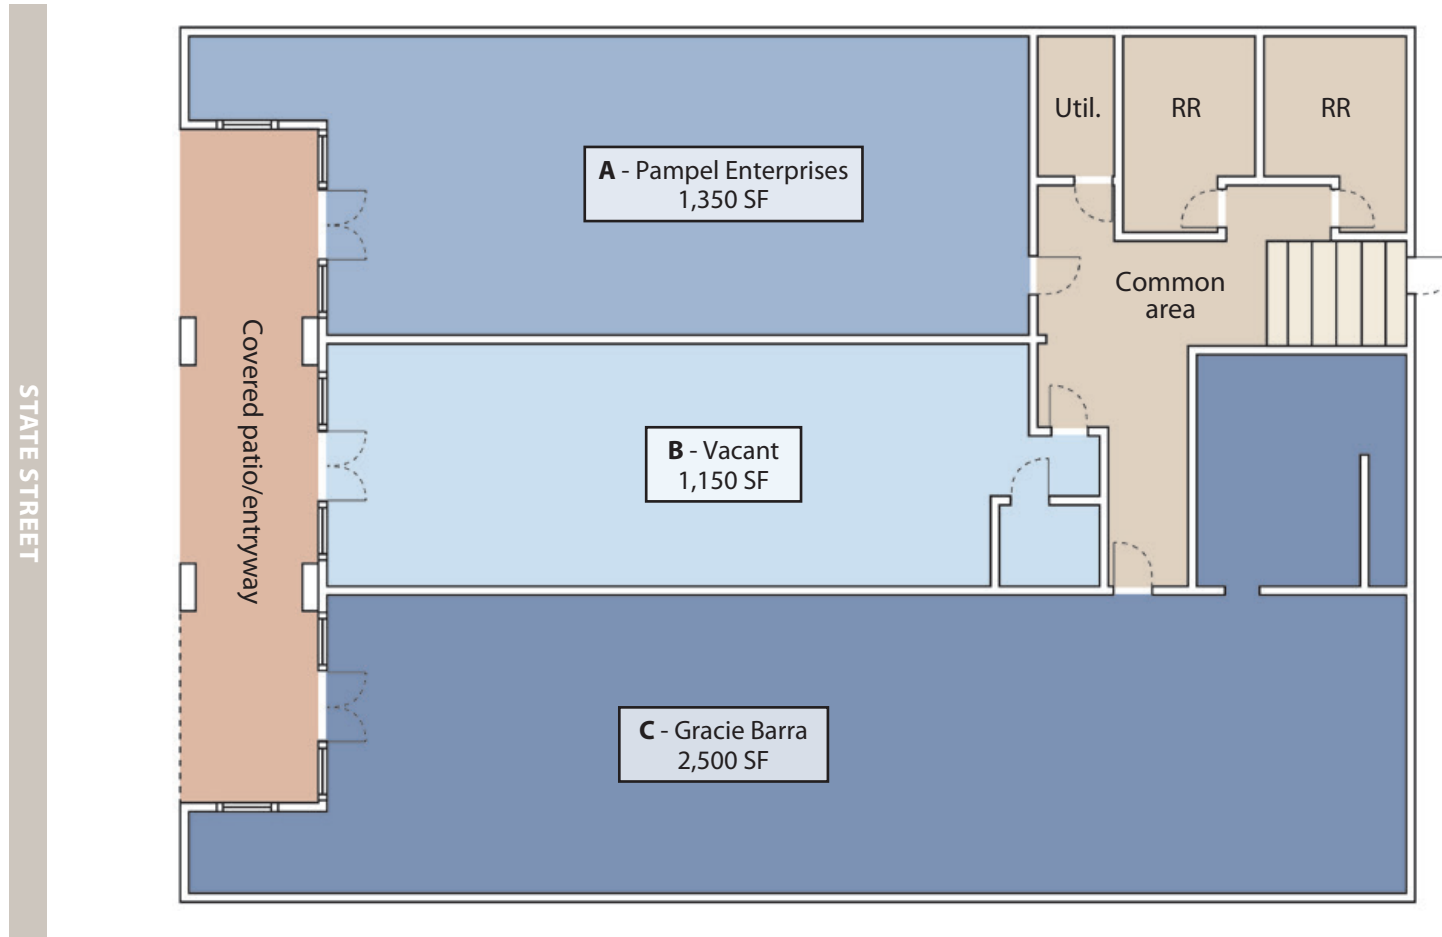 STATE STREET
Covered patio/entryway
A - Pampel Enterprises
1,350 SF
Util.
RR
RR
Common
area
B - Vacant
1,150 SF
C - Gracie Barra
2,500 SF